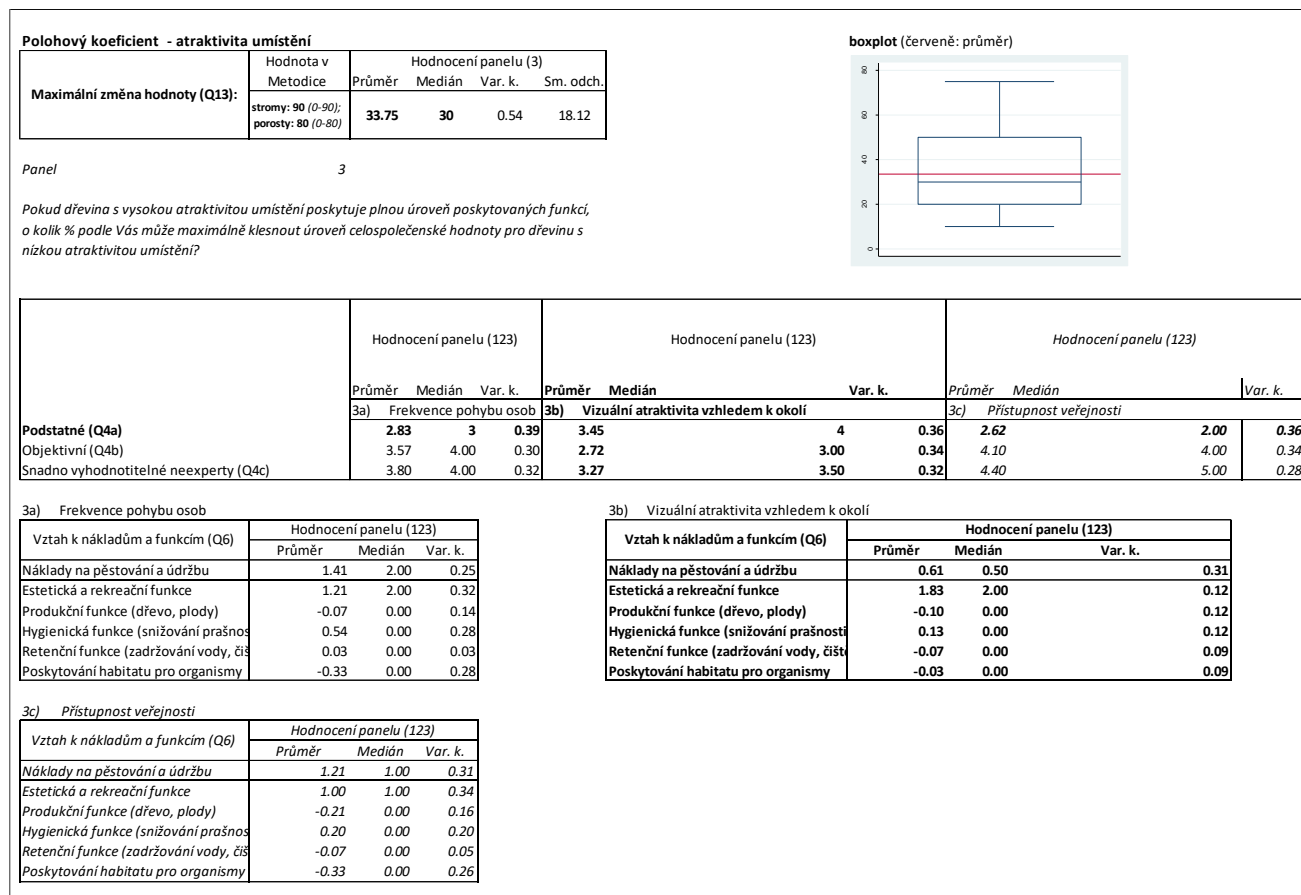 Polohový koeficient - atraktivita umístění
boxplot (červeně: průměr)
Maximální změna hodnoty (Q13):
Hodnota v
Metodice
Hodnocení panelu (3)
Průměr Medián Var. k. Sm. odch.
stromy: 90 (0-90);
porosty: 80 (0-80)
33.75 30 0.54 18.12
80
60
40
20
0
Panel 3
Pokud dřevina s vysokou atraktivitou umístění poskytuje plnou úroveň poskytovaných funkcí,
o kolik % podle Vás může maximálně klesnout úroveň celospolečenské hodnoty pro dřevinu s
nízkou atraktivitou umístění?
Hodnocení panelu (123) Hodnocení panelu (123) Hodnocení panelu (123)
Průměr Medián Var. k. Průměr Medián Var. k. Průměr Medián Var. k.
3a) Frekvence pohybu osob 3b) Vizuální atraktivita vzhledem k okolí 3c) Přístupnost veřejnosti
Podstatné (Q4a) 2.83 3 0.39 3.45 4 0.36 2.62 2.00 0.36
Objektivní (Q4b) 3.57 4.00 0.30 2.72 3.00 0.34 4.10 4.00 0.34
Snadno vyhodnotitelné neexperty (Q4c) 3.80 4.00 0.32 3.27 3.50 0.32 4.40 5.00 0.28
3a) Frekvence pohybu osob
Vztah k nákladům a funkcím (Q6) Hodnocení panelu (123)
Průměr Medián Var. k.
Náklady na pěstování a údržbu 1.41 2.00 0.25
Estetická a rekreační funkce 1.21 2.00 0.32
Produkční funkce (dřevo, plody) -0.07 0.00 0.14
Hygienická funkce (snižování prašnos 0.54 0.00 0.28
Retenční funkce (zadržování vody, čiš 0.03 0.00 0.03
Poskytování habitatu pro organismy -0.33 0.00 0.28
3b) Vizuální atraktivita vzhledem k okolí
Vztah k nákladům a funkcím (Q6) Hodnocení panelu (123)
Průměr Medián Var. k.
Náklady na pěstování a údržbu 0.61 0.50 0.31
Estetická a rekreační funkce 1.83 2.00 0.12
Produkční funkce (dřevo, plody) -0.10 0.00 0.12
Hygienická funkce (snižování prašnosti 0.13 0.00 0.12
Retenční funkce (zadržování vody, čiště -0.07 0.00 0.09
Poskytování habitatu pro organismy -0.03 0.00 0.09
3c) Přístupnost veřejnosti
Vztah k nákladům a funkcím (Q6) Hodnocení panelu (123)
Průměr Medián Var. k.
Náklady na pěstování a údržbu 1.21 1.00 0.31
Estetická a rekreační funkce 1.00 1.00 0.34
Produkční funkce (dřevo, plody) -0.21 0.00 0.16
Hygienická funkce (snižování prašnos 0.20 0.00 0.20
Retenční funkce (zadržování vody, čiš -0.07 0.00 0.05
Poskytování habitatu pro organismy -0.33 0.00 0.26